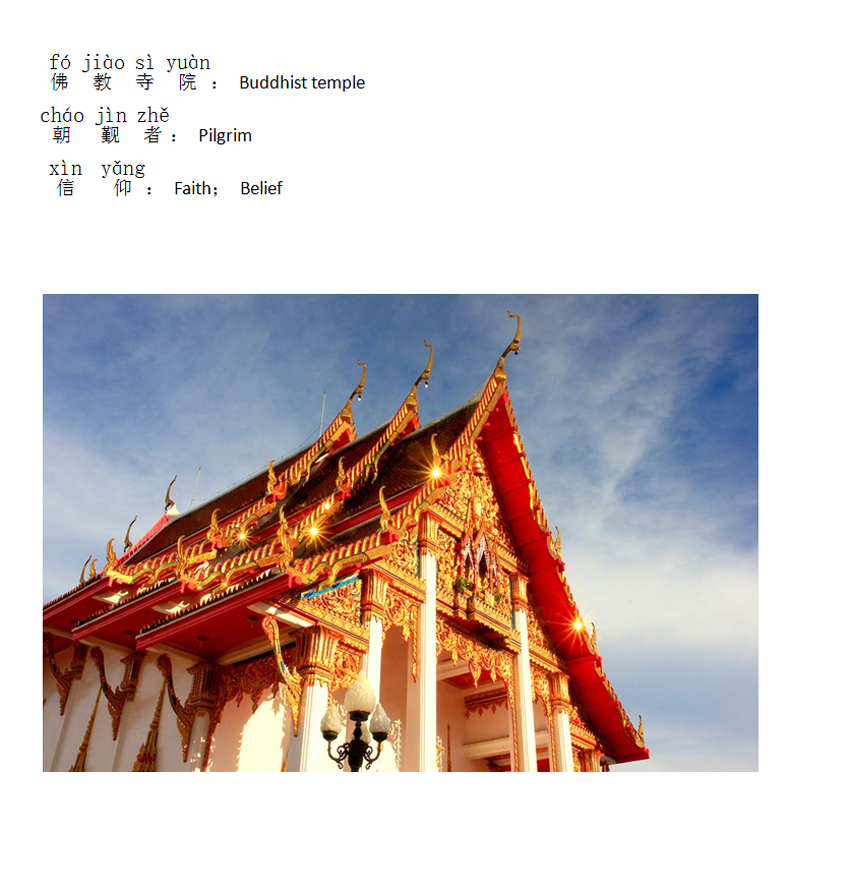 fó jiào sì yuàn
佛教寺院： Buddhist temple
cháo jìn zhě
朝觐者： Pilgrim
xìn yǎng
信仰： Faith； Belief